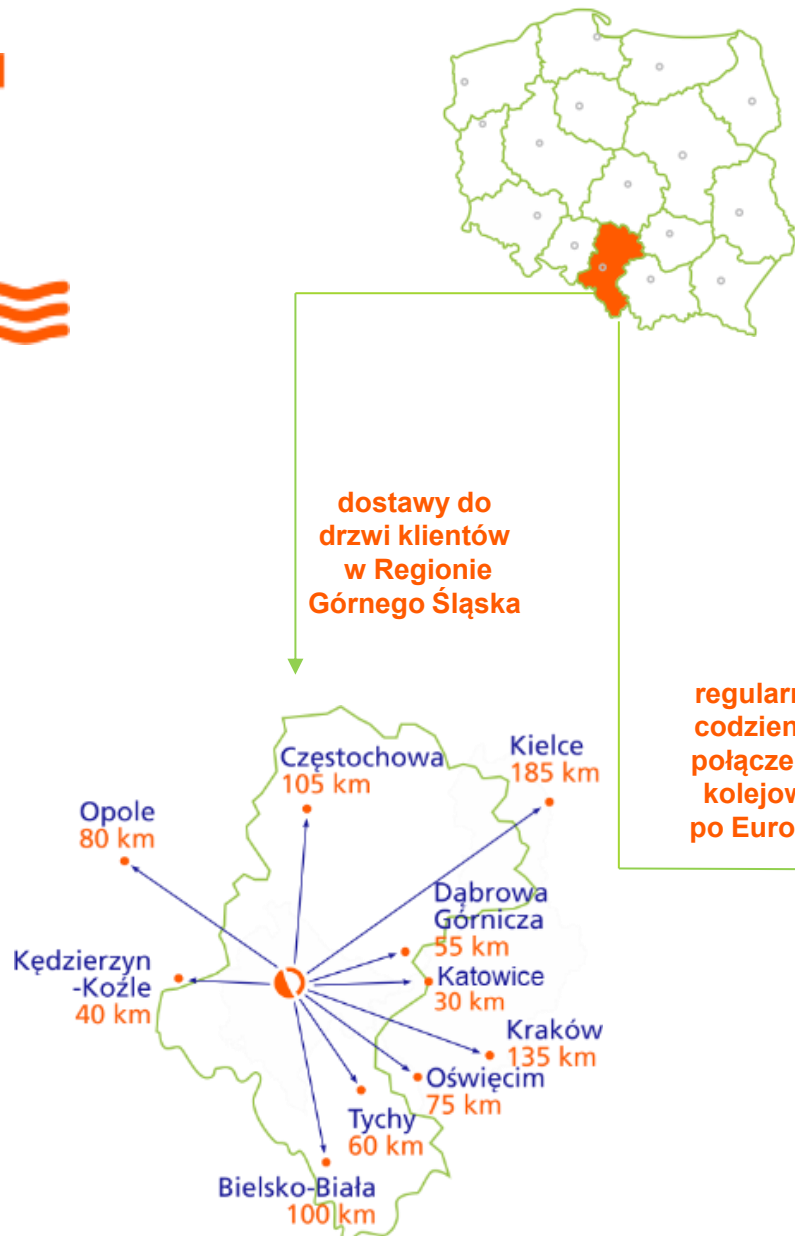 dostawy do
drzwi klientów
w Regionie
Górnego Śląska
po
Częstochowa
105 km
Kielce
185 km
Opole
80 km
Dąbrowa
Górnicza
55 km
Kędzierzyn
-Koźle
40 km
Katowice
30 km
Kraków
135 km
Oświęcim
75 km
Tychy
60 km
Bielsko-Biała
100 km